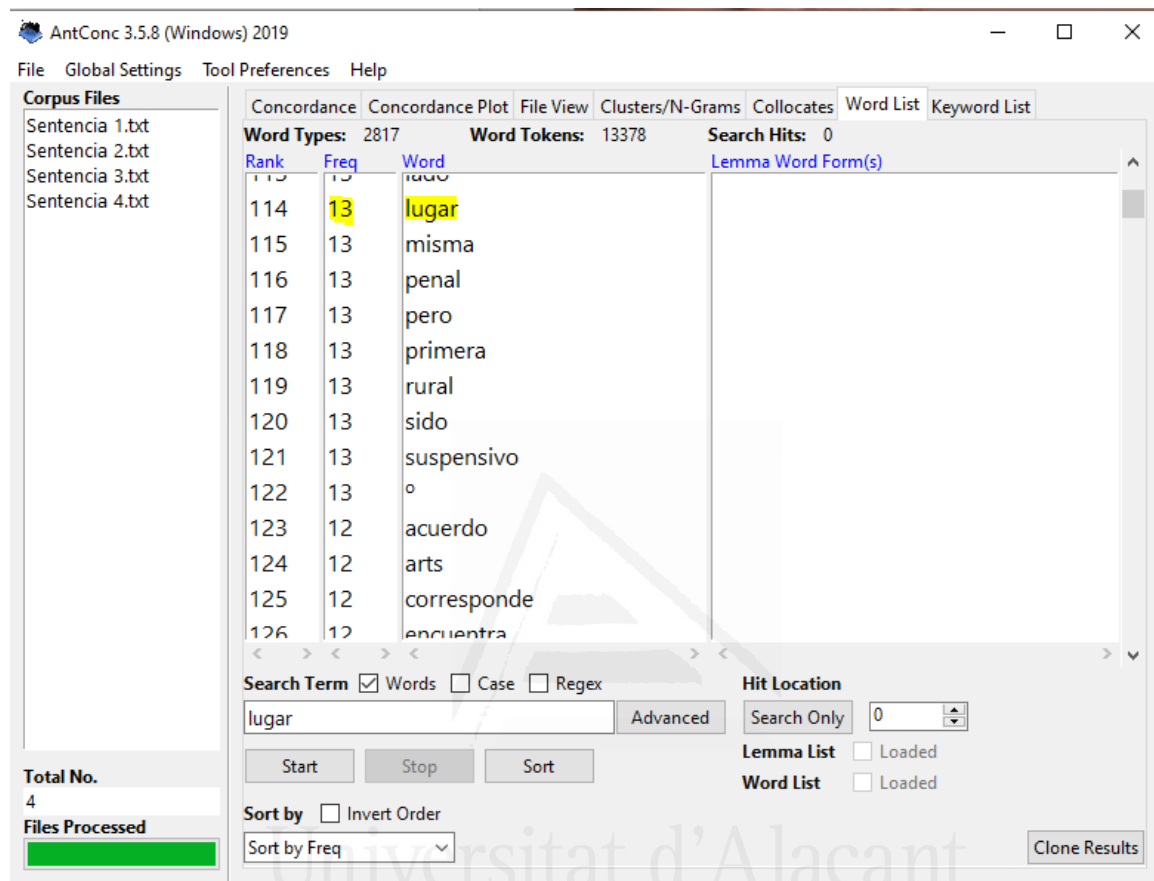 AntConc 3.5.8 (Windows) 2019
File Global Settings Tool Preferences Help
Corpus Files
Sentencia 1.txt
Sentencia 2.txt
Sentencia 3.txt
Sentencia 4.txt
Total No.
4
Files Processed
Concordance Concordance Plot File View Clusters/N-Grams Collocates Word List Keyword List
Word Types: 2817 Word Tokens: 13378 Search Hits: 0
Rank Freq Word Lemma Word Form(s)
113 13 lado
114 13 lugar
115 13 misma
116 13 penal
117 13 pero
118 13 primera
119 13 rural
120 13 sido
121 13 suspensivo
122 13 º
123 12 acuerdo
124 12 arts
125 12 corresponde
126 12 encuentra
Search Term Words Case Regex Hit Location
lugar Advanced Search Only 0
Start Stop Sort Lemma List Loaded
Word List Loaded
Sort by Invert Order
Sort by Freq Clone Results
Universitat d'Alacant